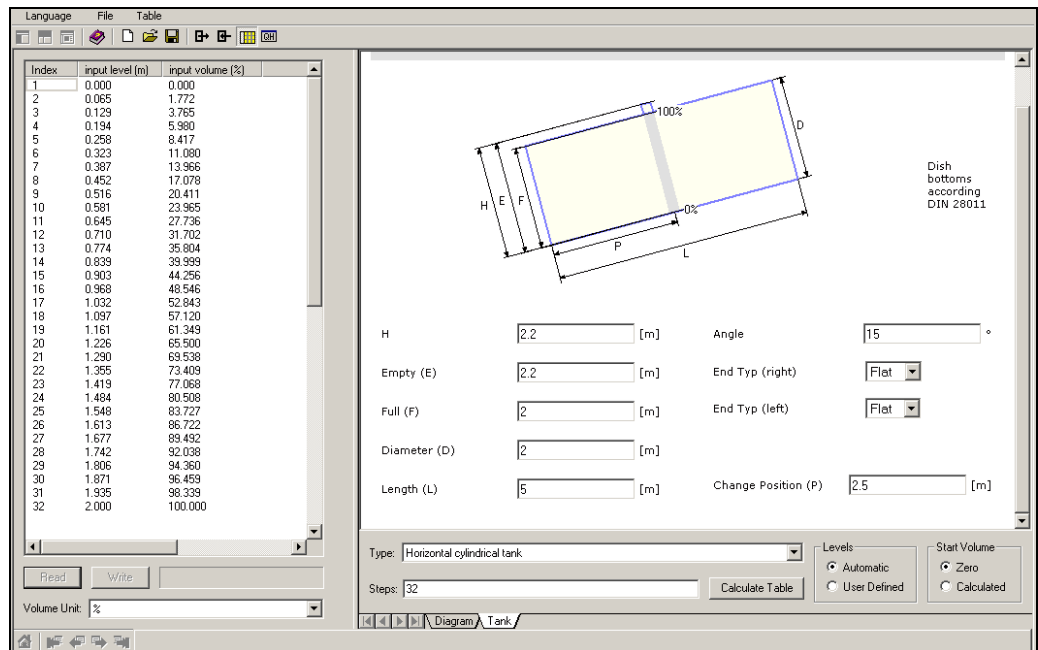 Language File Table
QH
Index input level (m) input volume (%)
1 0.000 0.000
2 0.065 1.772
3 0.129 3.765
4 0.194 5.980
5 0.258 8.417
6 0.323 11.080
7 0.387 13.966
8 0.452 17.078
9 0.516 20.411
10 0.581 23.965
11 0.645 27.736
12 0.710 31.702
13 0.774 35.804
14 0.839 39.999
15 0.903 44.256
16 0.968 48.546
17 1.032 52.843
18 1.097 57.120
19 1.161 61.349
20 1.226 65.500
21 1.290 69.538
22 1.355 73.409
23 1.419 77.068
24 1.484 80.508
25 1.548 83.727
26 1.613 86.722
27 1.677 89.492
28 1.742 92.038
29 1.806 94.360
30 1.871 96.459
31 1.935 98.339
32 2.000 100.000
Read Write
Volume Unit: %
100%
D
H E F
0%
P
L
Dish
bottoms
according
DIN 28011
H 2.2 [m] Angle 15 °
Empty (E) 2.2 [m] End Typ (right) Flat
Full (F) 2 [m] End Typ (left) Flat
Diameter (D) 2 [m]
Length (L) 5 [m] Change Position (P) 2.5 [m]
Type: Horizontal cylindrical tank
Steps: 32 Calculate Table
Levels
Automatic
User Defined
Start Volume
Zero
Calculated
Diagram Tank